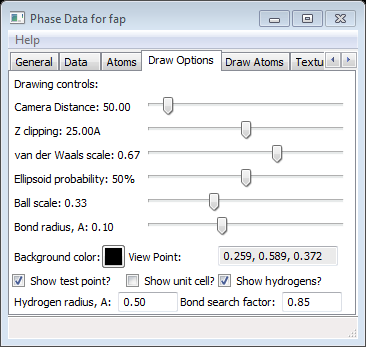 Phase Data for fap
Help
General Data Atoms Draw Options Draw Atoms Textu
Drawing controls:
Camera Distance: 50.00
Z clipping: 25.00A
van der Waals scale: 0.67
Ellipsoid probability: 50%
Ball scale: 0.33
Bond radius, A: 0.10
Background color: View Point: 0.259, 0.589, 0.372
Show test point? Show unit cell? Show hydrogens?
Hydrogen radius, A: 0.50 Bond search factor: 0.85